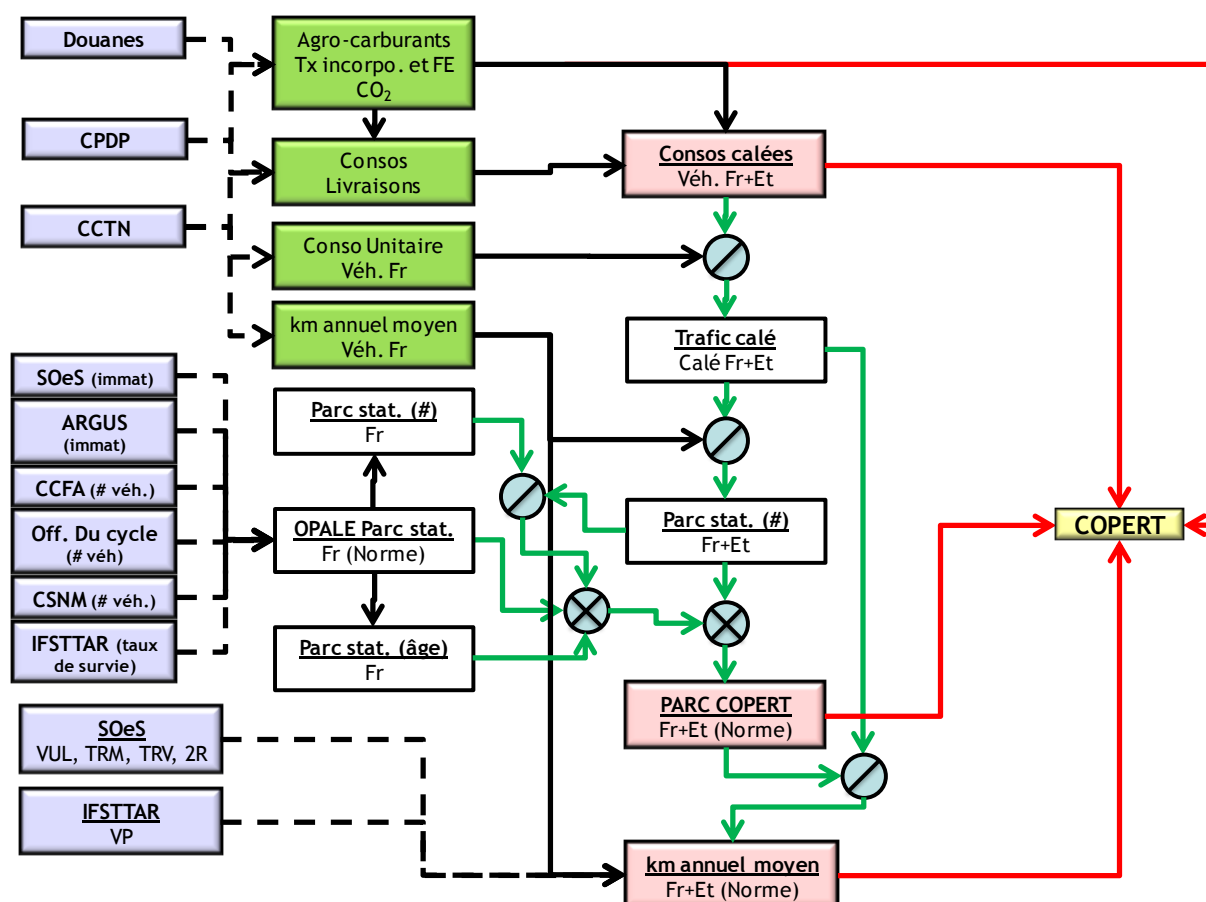 Douanes
CPDP
CCTN
Agro-carburants
Tx incorpo. et FE
CO₂
Consos
Livraisons
Conso Unitaire
Véh. Fr
km annuel moyen
Véh. Fr
Consos calées
Véh. Fr+Et
Trafic calé
Calé Fr+Et
SOeS (immat)
ARGUS
(immat)
CCFA (# véh.)
Off. Du cycle
(# véh)
CSNM (# véh.)
IFSTTAR (taux
de survie)
Parc stat. (#)
Fr
OPALE Parc stat.
Fr (Norme)
Parc stat. (âge)
Fr
Parc stat. (#)
Fr+Et
COPERT
PARC COPERT
Fr+Et (Norme)
SOeS
VUL, TRM, TRV, 2R
IFSTTAR
VP
km annuel moyen
Fr+Et (Norme)